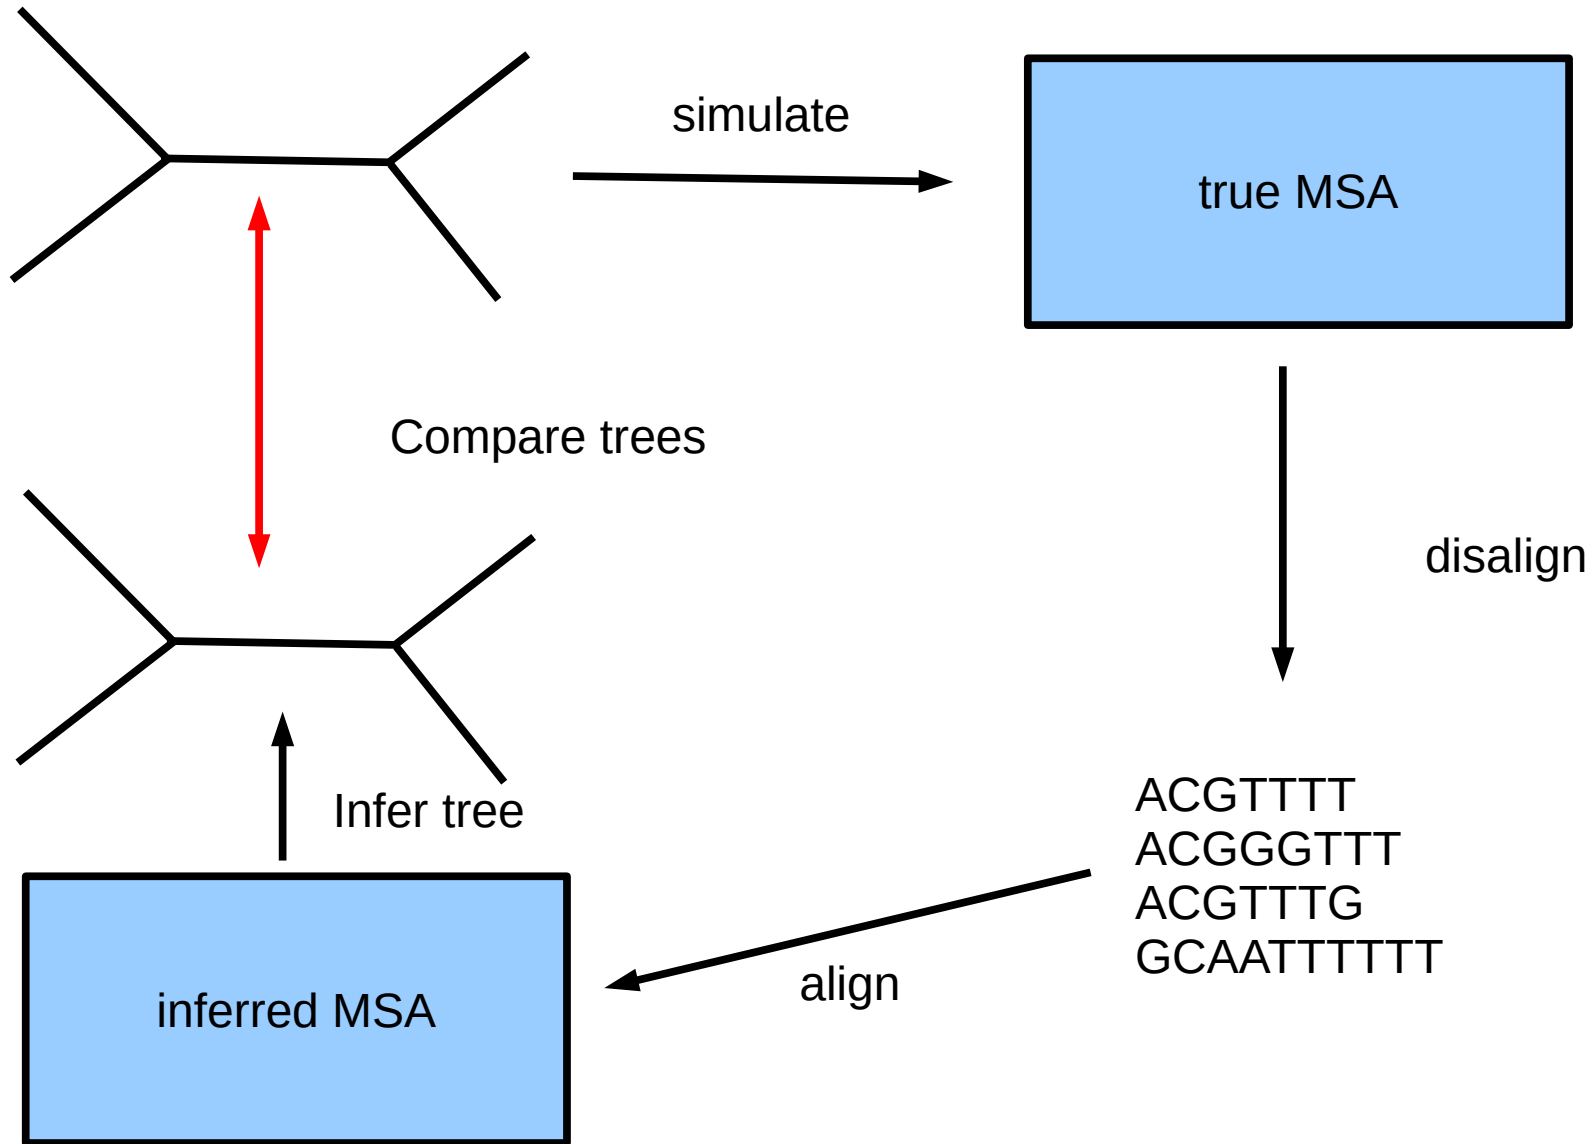 simulate
true MSA
Compare trees
disalign
ACGTTTT
ACGGGTTT
ACGTTTG
GCAATTTTTT
Infer tree
align
inferred MSA